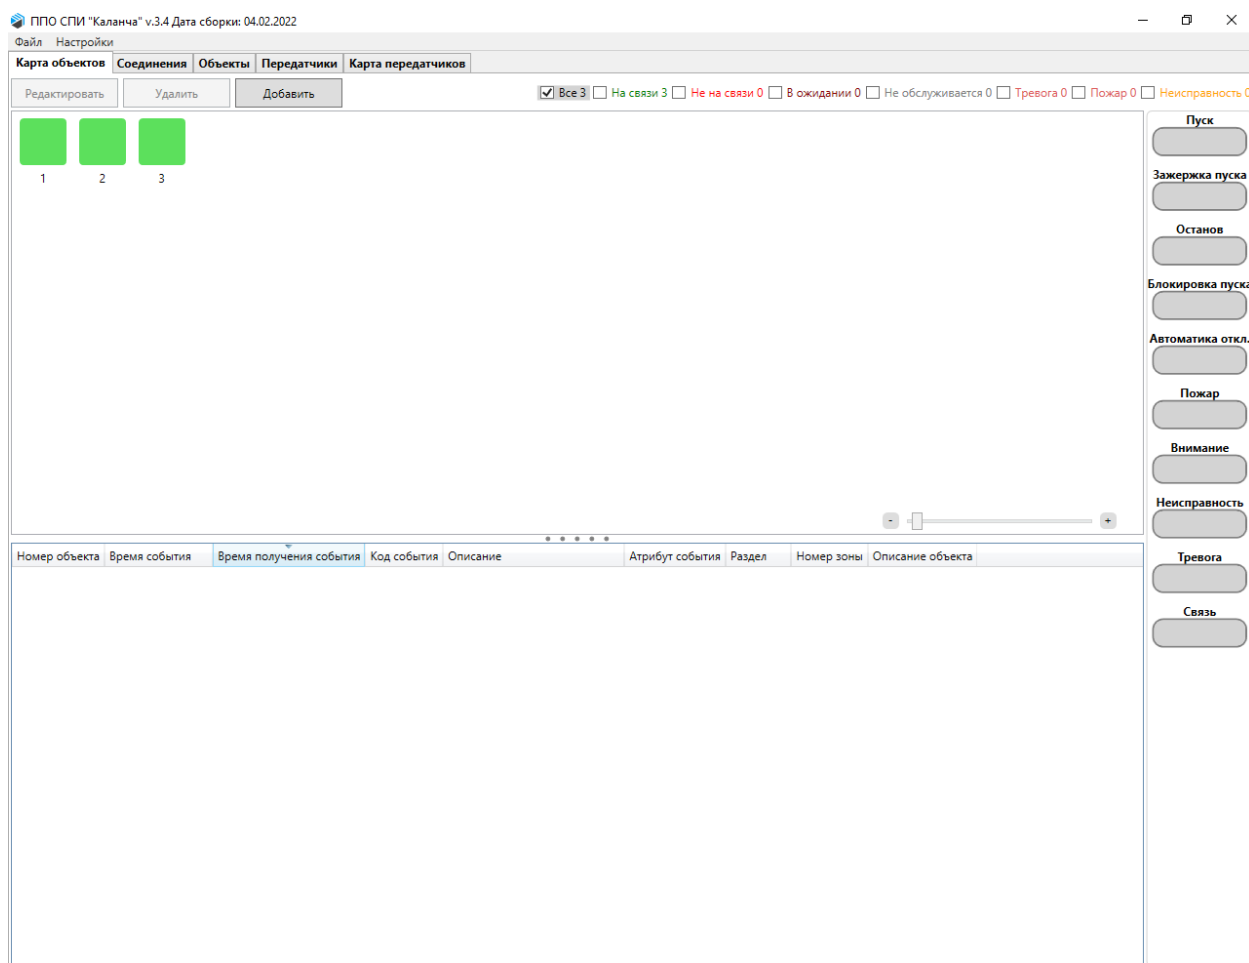 ППО СПИ "Каланча" v.3.4 Дата сборки: 04.02.2022
Файл Настройки
Карта объектов Соединения Объекты Передатчики Карта передатчиков
Редактировать Удалить Добавить Все 3 На связи 3 Не на связи 0 В ожидании 0 Не обслуживается 0 Тревога 0 Пожар 0 Неисправность 0
1 2 3
Пуск
Зажержка пуска
Останов
Блокировка пуска
Автоматика откл.
Пожар
Внимание
Неисправность
Тревога
Связь
- +
Номер объекта Время события Время получения события Код события Описание Атрибут события Раздел Номер зоны Описание объекта